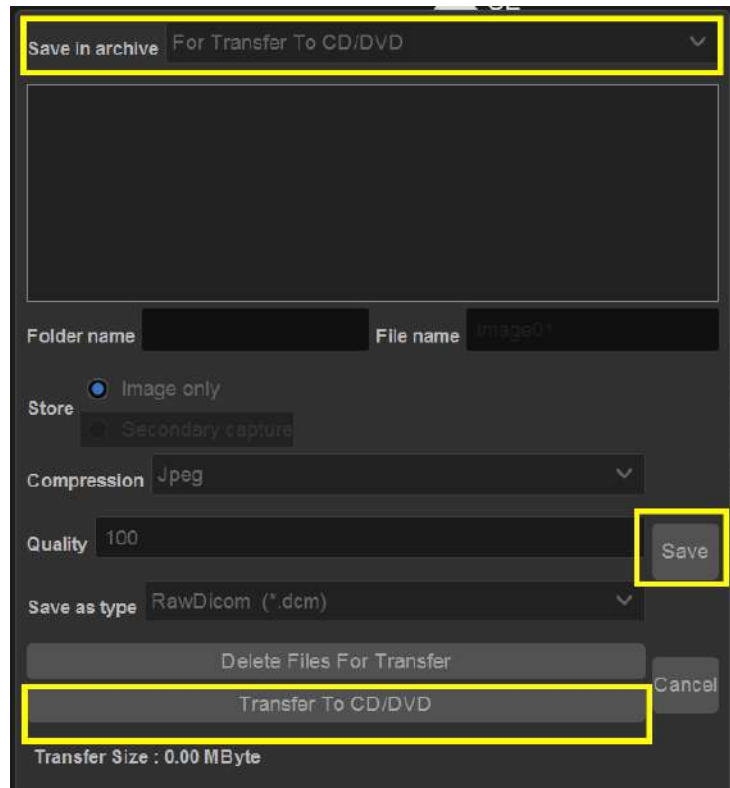 Save in archive For Transfer To CD/DVD
Folder name File name image01
Store Image only
Secondary capture
Compression Jpeg
Quality 100
Save
Save as type RawDicom (*.dcm)
Delete Files For Transfer
Cancel
Transfer To CD/DVD
Transfer Size : 0.00 MByte